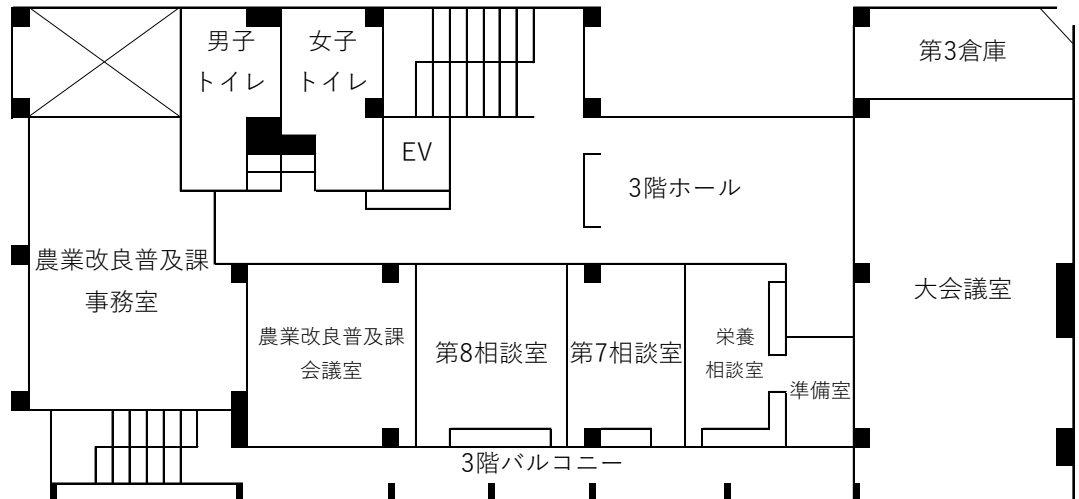 男子
トイレ
女子
トイレ
第3倉庫
EV
3階ホール
農業改良普及課
事務室
大会議室
農業改良普及課
会議室
第8相談室
第7相談室
栄養
相談室
準備室
3階バルコニー